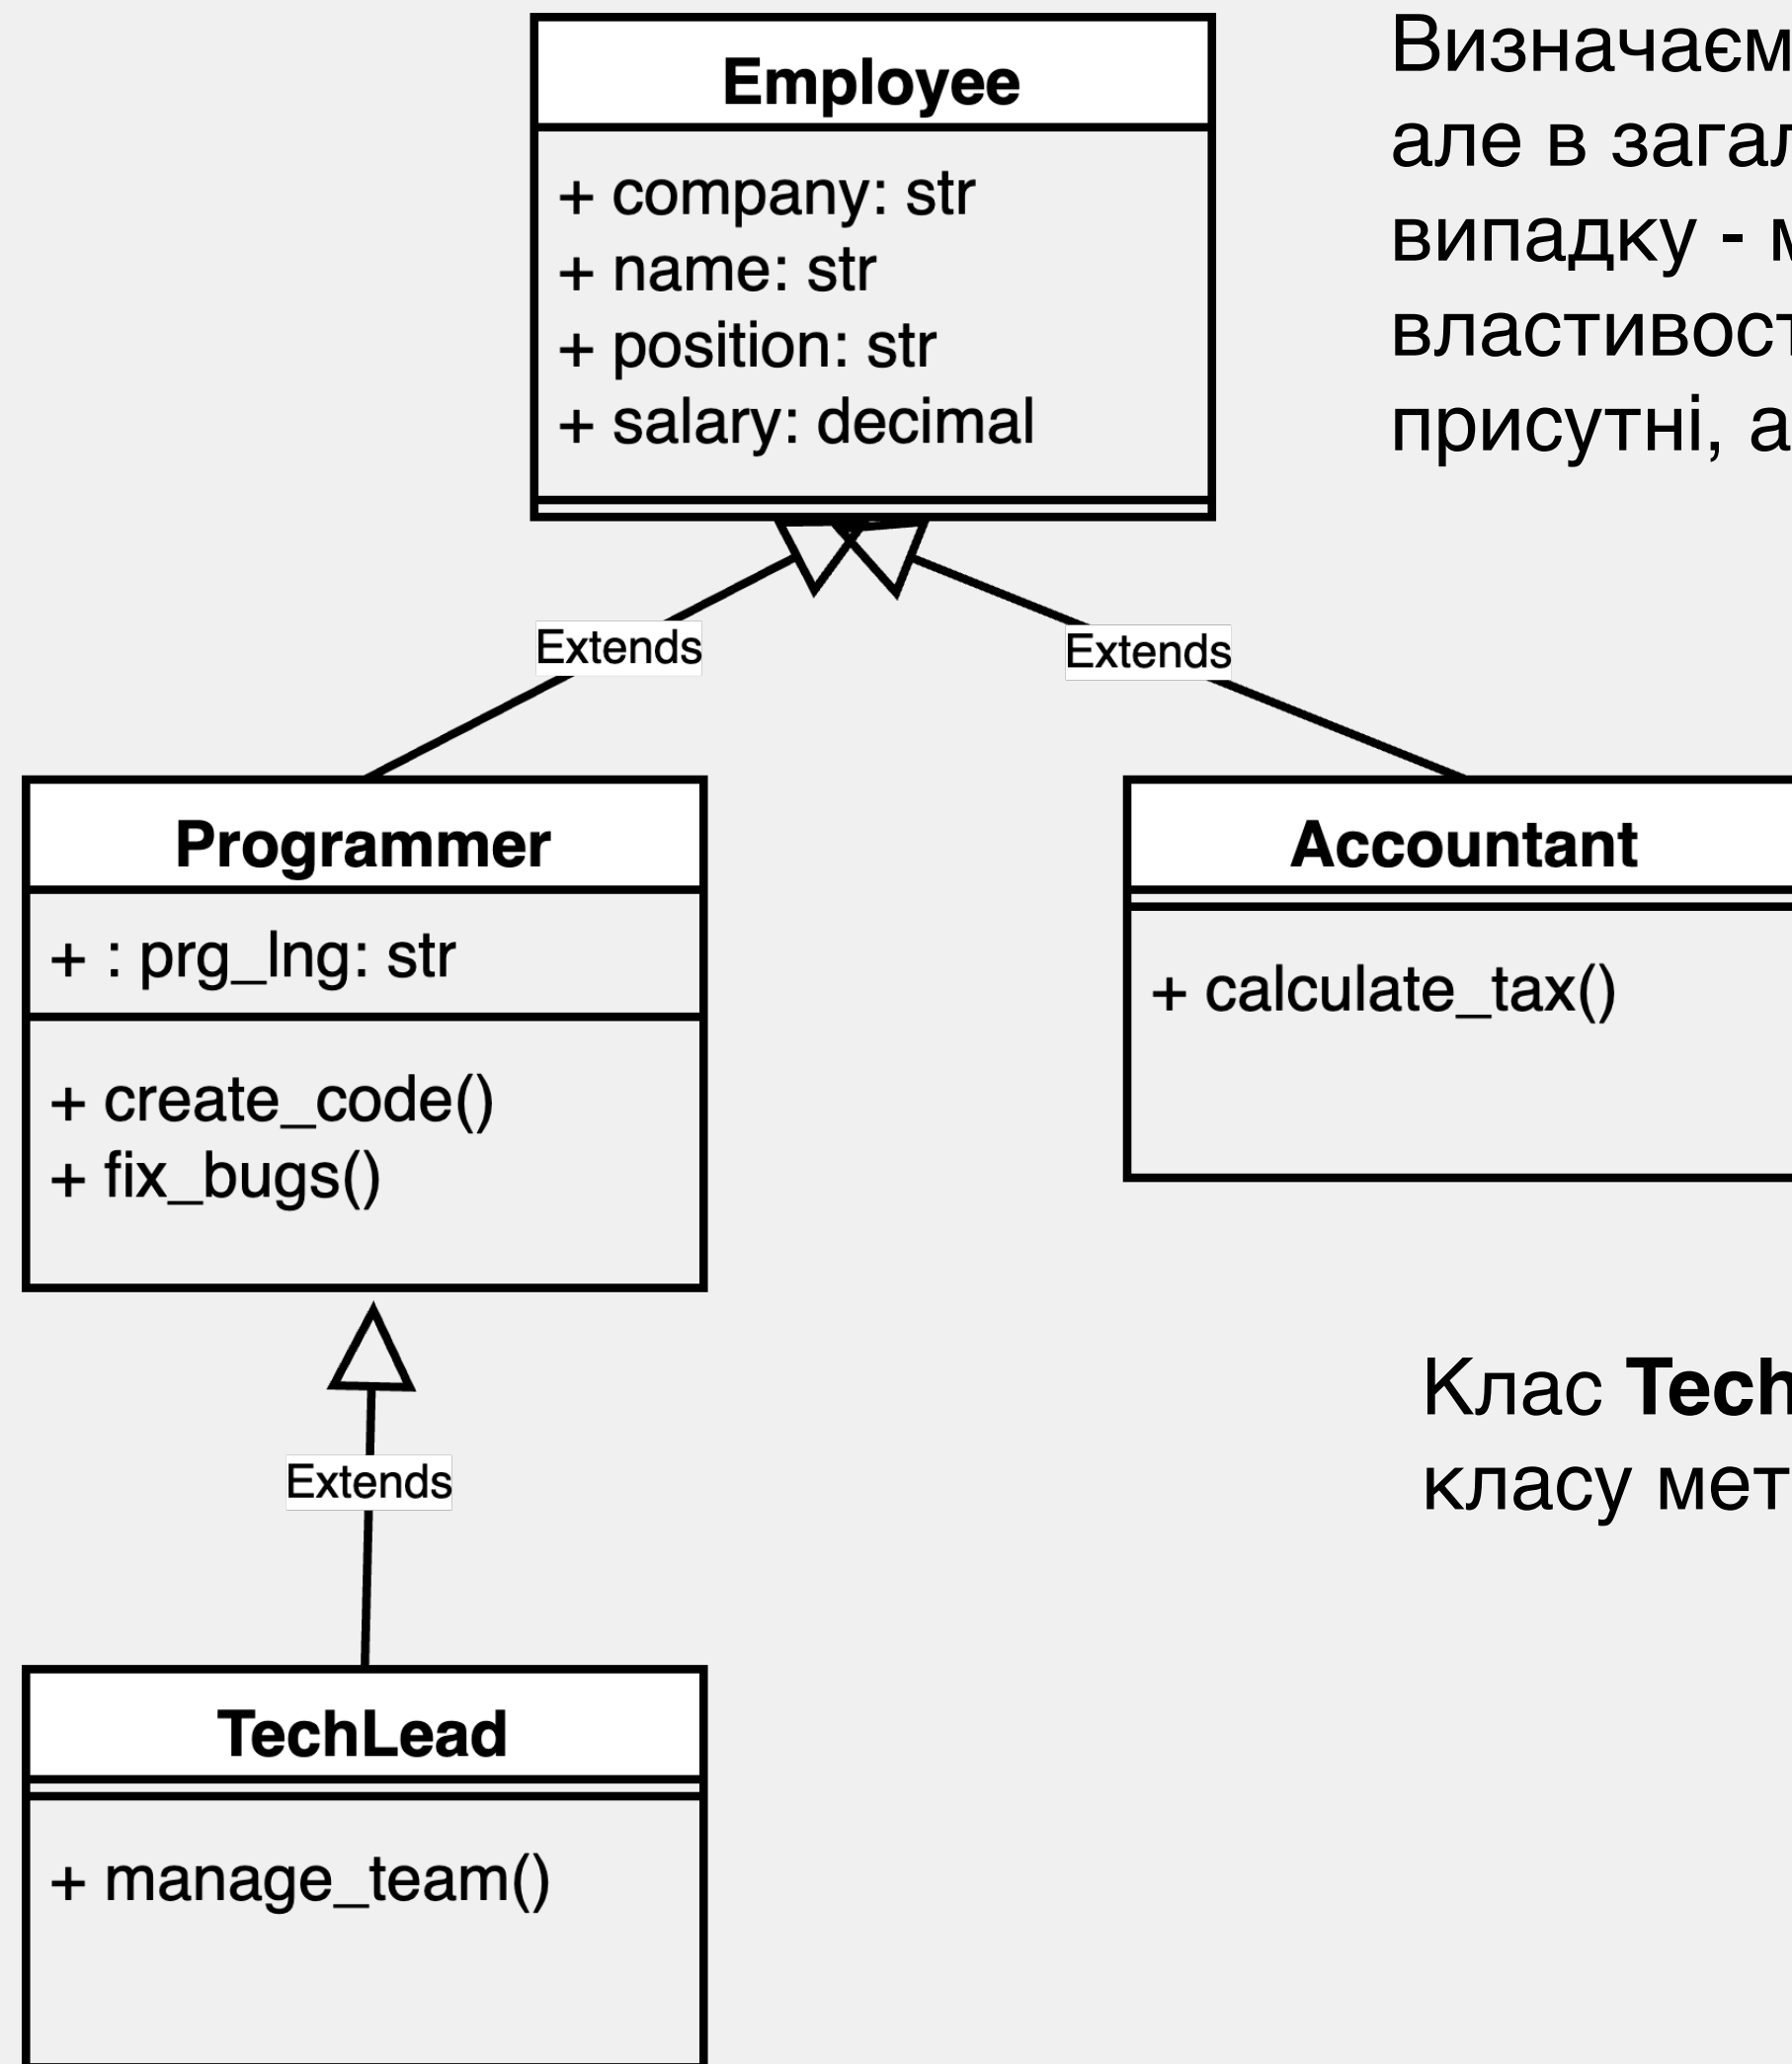 Employee
+ company: str
+ name: str
+ position: str
+ salary: decimal
Визначаєм
але в загал
випадку - м
властивост
присутні, а
Extends
Extends
Programmer
+ : prg_lng: str
+ create_code()
+ fix_bugs()
Accountant
+ calculate_tax()
Extends
Клас Tech
класу мет
TechLead
+ manage_team()